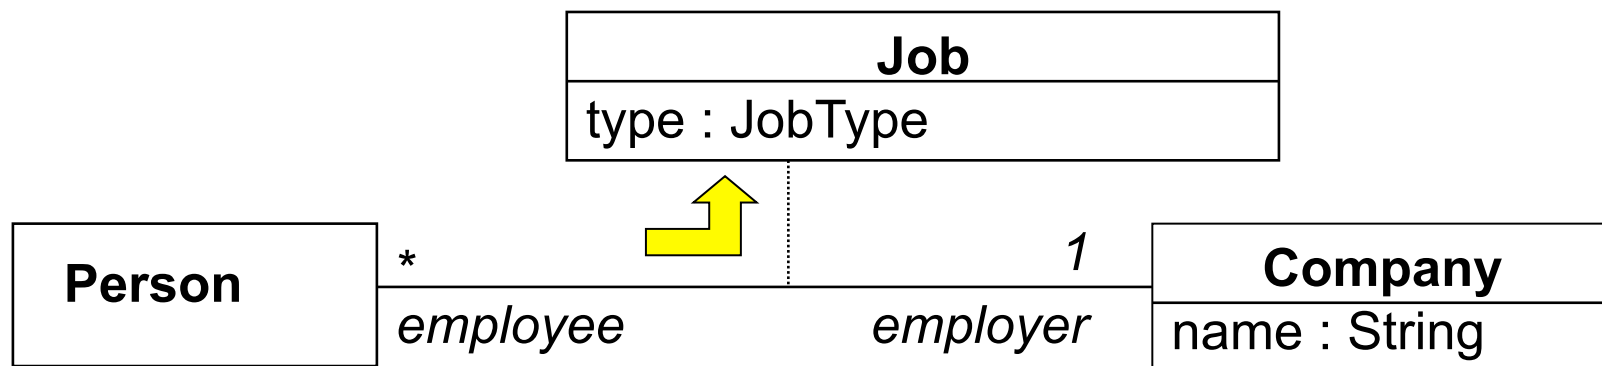 Job
type : JobType
Person
*
1
Company
employee
employer
name : String